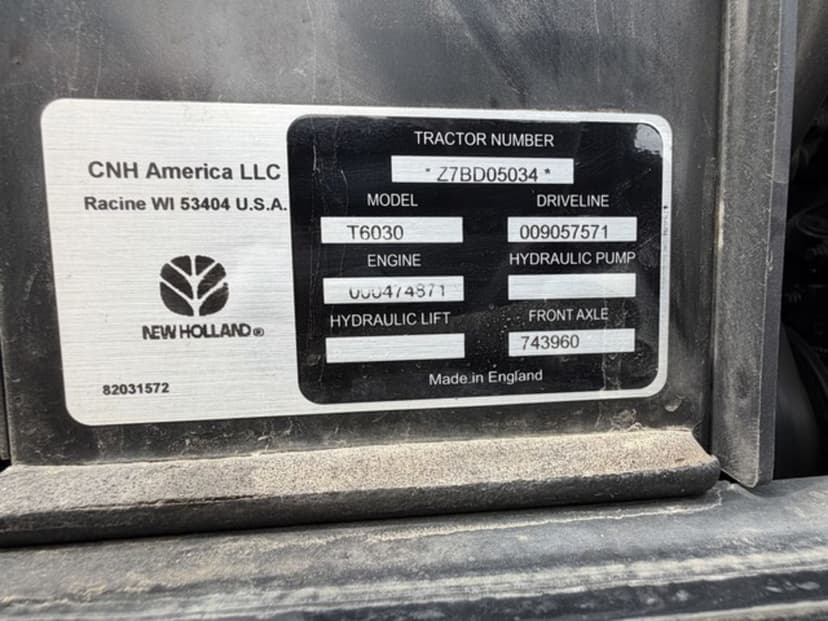 CNH America LLC
Racine WI 53404 U.S.A.
NEW HOLLAND®
82031572
TRACTOR NUMBER
* Z7BD05034 *
MODEL
T6030
DRIVELINE
009057571
ENGINE
000474871
HYDRAULIC PUMP
HYDRAULIC LIFT
FRONT AXLE
743960
Made in England